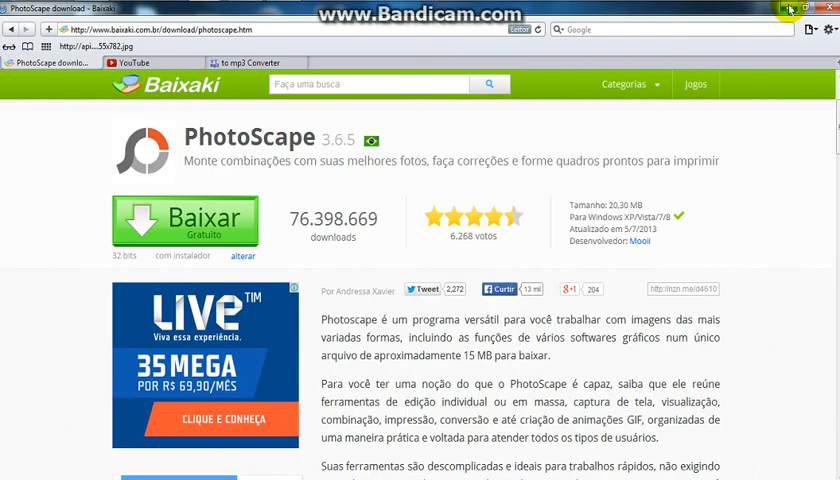 PhotoScape download - Baixaki
www.Bandicam.com
http://www.baixaki.com.br/download/photoscape.htm
Leitor
Google
http://api....55x782.jpg
PhotoScape downlo...
YouTube
to mp3 Converter
Baixaki
Faça uma busca
Categorias
Jogos
PhotoScape 3.6.5
Monte combinações com suas melhores fotos, faça correções e forme quadros prontos para imprimir
Baixar
Gratuito
32 bits
com instalador
alterar
76.398.669
downloads
6.268 votos
Tamanho: 20,30 MB
Para Windows XP/Vista/7/8
Atualizado em 5/7/2013
Desenvolvedor: Mooii
LIVE™
Viva essa experiência.
35 MEGA
POR R$ 69,90/MÊS
CLIQUE E CONHEÇA
Por Andressa Xavier
Tweet
2,272
Curtir
13 mil
g+1
204
http://nzn.me/d4610
Photoscape é um programa versátil para você trabalhar com imagens das mais
variadas formas, incluindo as funções de vários softwares gráficos num único
arquivo de aproximadamente 15 MB para baixar.
Para você ter uma noção do que o PhotoScape é capaz, saiba que ele reúne
ferramentas de edição individual ou em massa, captura de tela, visualização,
combinação, impressão, conversão e até criação de animações GIF, organizadas
de uma maneira prática e voltada para atender todos os tipos de usuários.
Suas ferramentas são descomplicadas e ideais para trabalhos rápidos, não exigindo